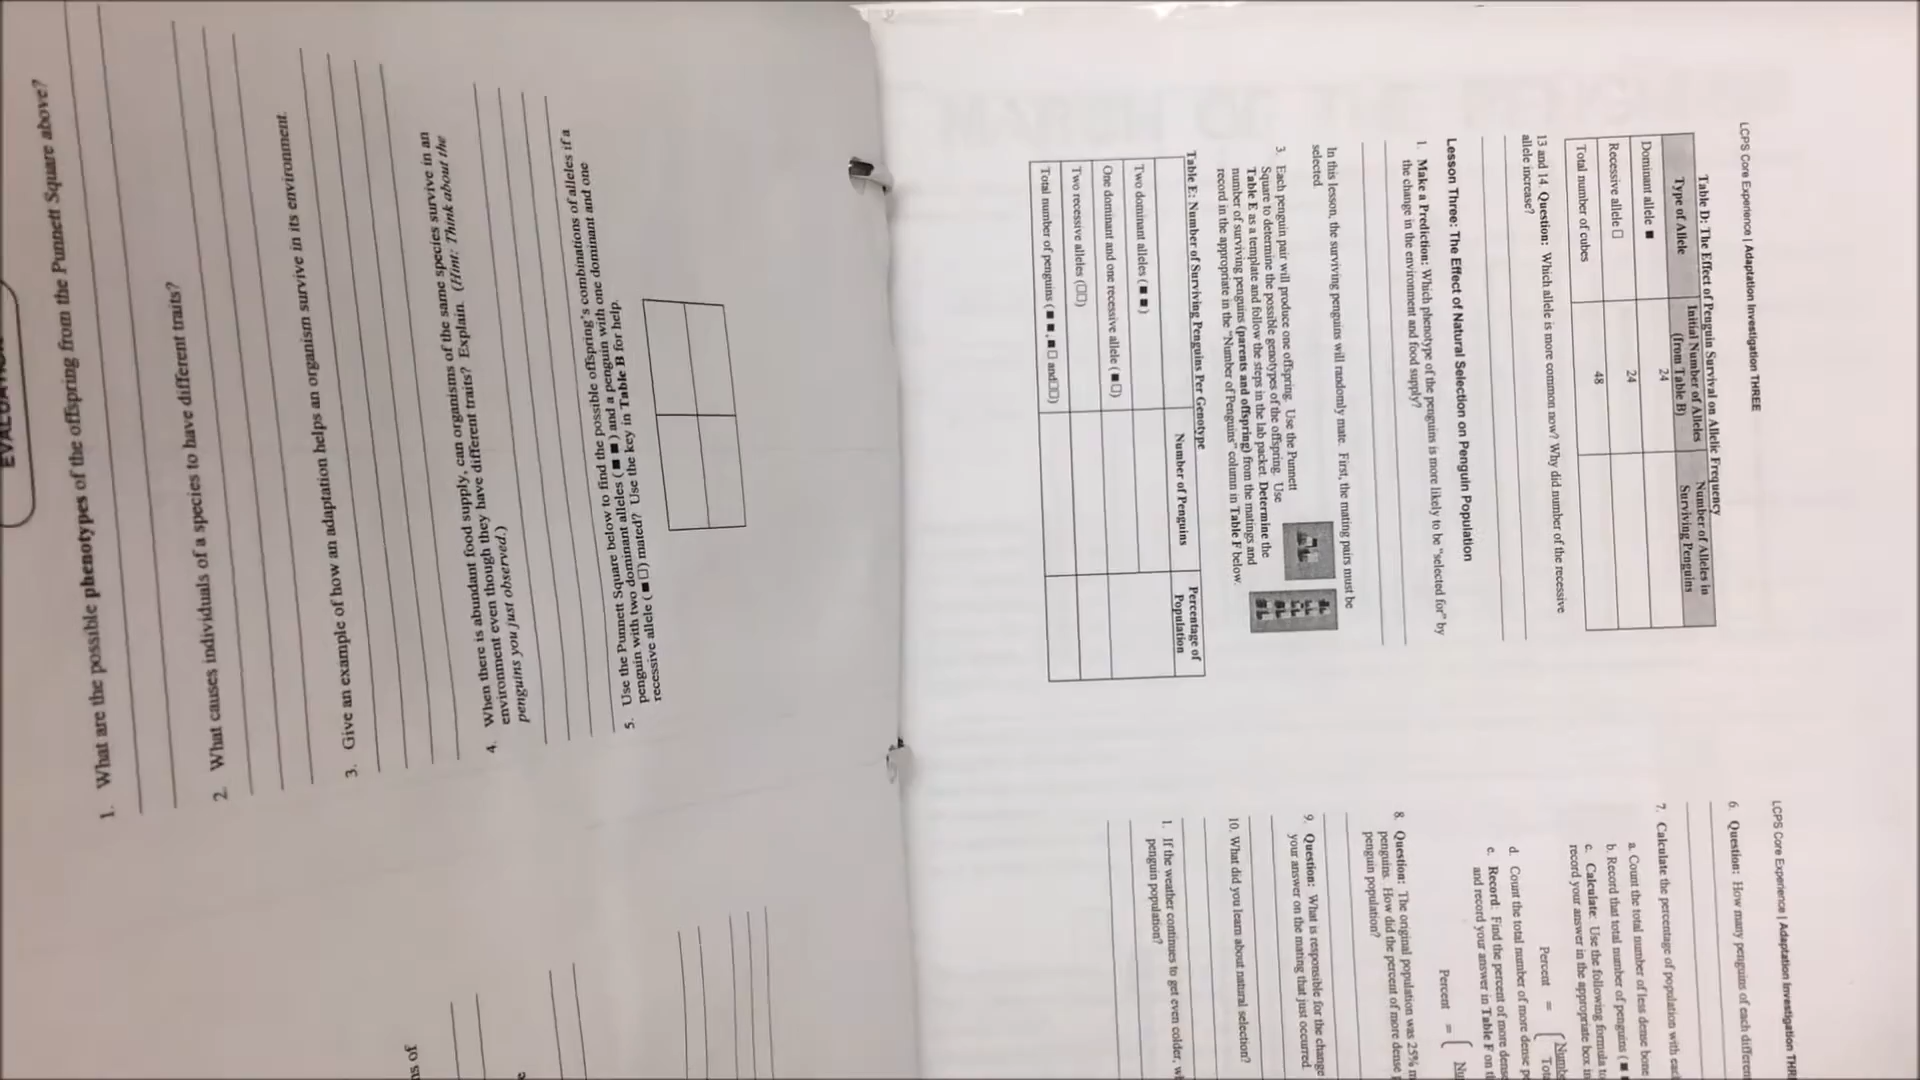 EVALUAT
1. What are the possible phenotypes of the offspring from the Punnett Square above?
2. What causes individuals of a species to have different traits?
3. Give an example of how an adaptation helps an organism survive in its environment.
4. When there is abundant food supply, can organisms of the same species survive in an
environment even though they have different traits? Explain. (Hint: Think about the
penguins you just observed.)
5. Use the Punnett Square below to find the possible offspring's combinations of alleles if a
penguin with two dominant alleles (■ ■) and a penguin with one dominant and one
recessive allele (■ □) mated? Use the key in Table B for help.
ns of
e
LCPS Core Experience | Adaptation Investigation THREE
Table D: The Effect of Penguin Survival on Allelic Frequency
Type of Allele
Initial Number of Alleles
(from Table B)
Number of Alleles in
Surviving Penguins
Dominant allele ■
24
Recessive allele □
24
Total number of cubes
48
13 and 14. Question: Which allele is more common now? Why did number of the recessive
allele increase?
Lesson Three: The Effect of Natural Selection on Penguin Population
1. Make a Prediction: Which phenotype of the penguins is more likely to be "selected for" by
the change in the environment and food supply?
In this lesson, the surviving penguins will randomly mate. First, the mating pairs must be
selected.
3. Each penguin pair will produce one offspring. Use the Punnett
Square to determine the possible genotypes of the offspring. Use
Table E as a template and follow the steps in the lab packet. Determine the
number of surviving penguins (parents and offspring) from the matings and
record in the appropriate in the "Number of Penguins" column in Table F below.
Table E: Number of Surviving Penguins Per Genotype
Number of Penguins
Percentage of
Population
Two dominant alleles (■ ■)
One dominant and one recessive allele (■ □)
Two recessive alleles (□□)
Total number of penguins (■ ■, ■ □ and□□)
LCPS Core Experience | Adaptation Investigation THR
6. Question: How many penguins of each differen
7. Calculate the percentage of population with each
a. Count the total number of less dense bone
b. Record that total number of penguins (■ ■
c. Calculate: Use the following formula to
record your answer in the appropriate box in
Percent = ( Numb
Tot
d. Count the total number of more dense p
e. Record: Find the percent of more dens
and record your answer in Table F on t
Percent = ( Nu
8. Question: The original population was 25% m
penguins. How did the percent of more dense
penguin population?
9. Question: What is responsible for the change
your answer on the mating that just occurred.
10. What did you learn about natural selection?
1. If the weather continues to get even colder, w
penguin population?